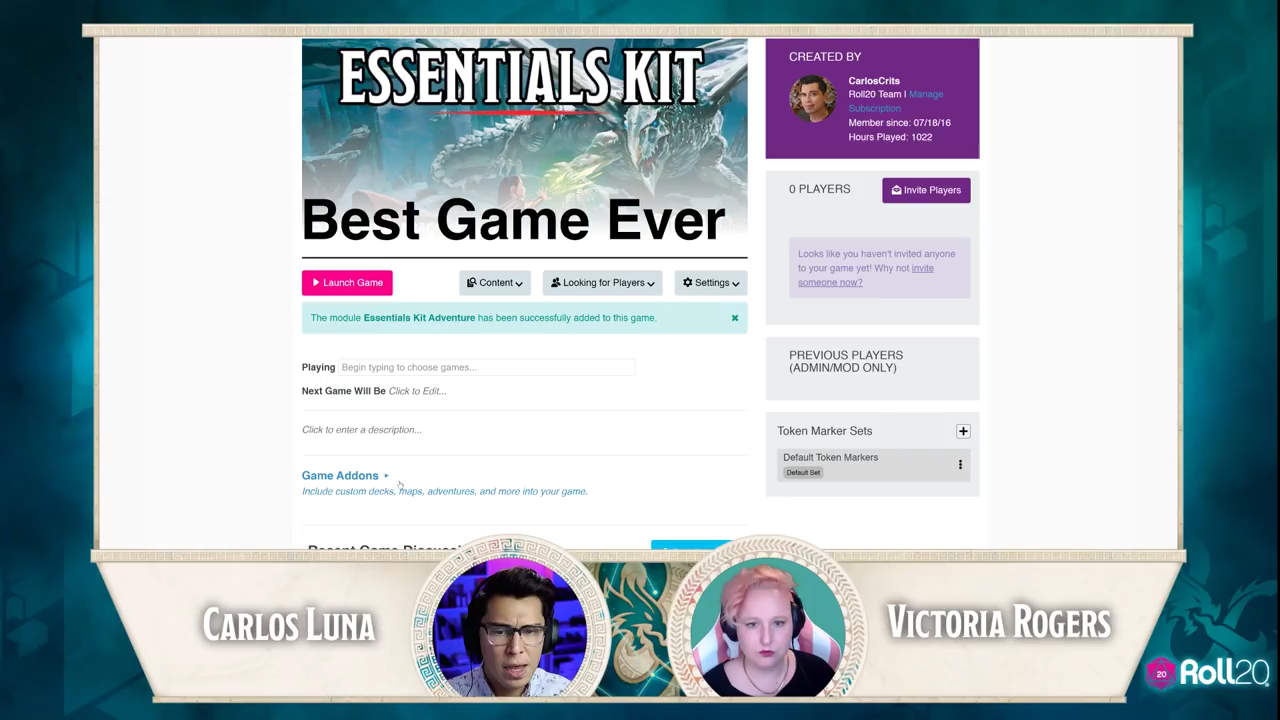 ESSENTIALS KIT
Best Game Ever
Launch Game
Content
Looking for Players
Settings
The module Essentials Kit Adventure has been successfully added to this game.
Playing Begin typing to choose games...
Next Game Will Be Click to Edit...
Click to enter a description...
Game Addons
Include custom decks, maps, adventures, and more into your game.
CREATED BY
CarlosCrits
Roll20 Team | Manage
Subscription
Member since: 07/18/16
Hours Played: 1022
0 PLAYERS
Invite Players
Looks like you haven't invited anyone
to your game yet! Why not invite
someone now?
PREVIOUS PLAYERS
(ADMIN/MOD ONLY)
Token Marker Sets
Default Token Markers
Default Set
CARLOS LUNA
VICTORIA ROGERS
20 Roll20